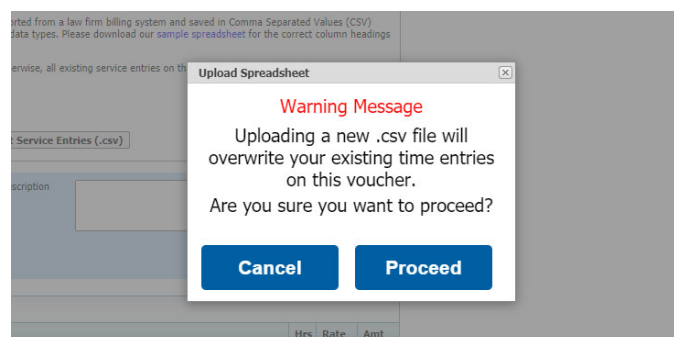 orted from a law firm billing system and saved in Comma Separated Values (CSV)
data types. Please download our sample spreadsheet for the correct column headings
erwise, all existing service entries on th
Upload Spreadsheet
Warning Message
Uploading a new .csv file will
overwrite your existing time entries
on this voucher.
Are you sure you want to proceed?
Cancel Proceed
t Service Entries (.csv)
scription
Hrs Rate Amt